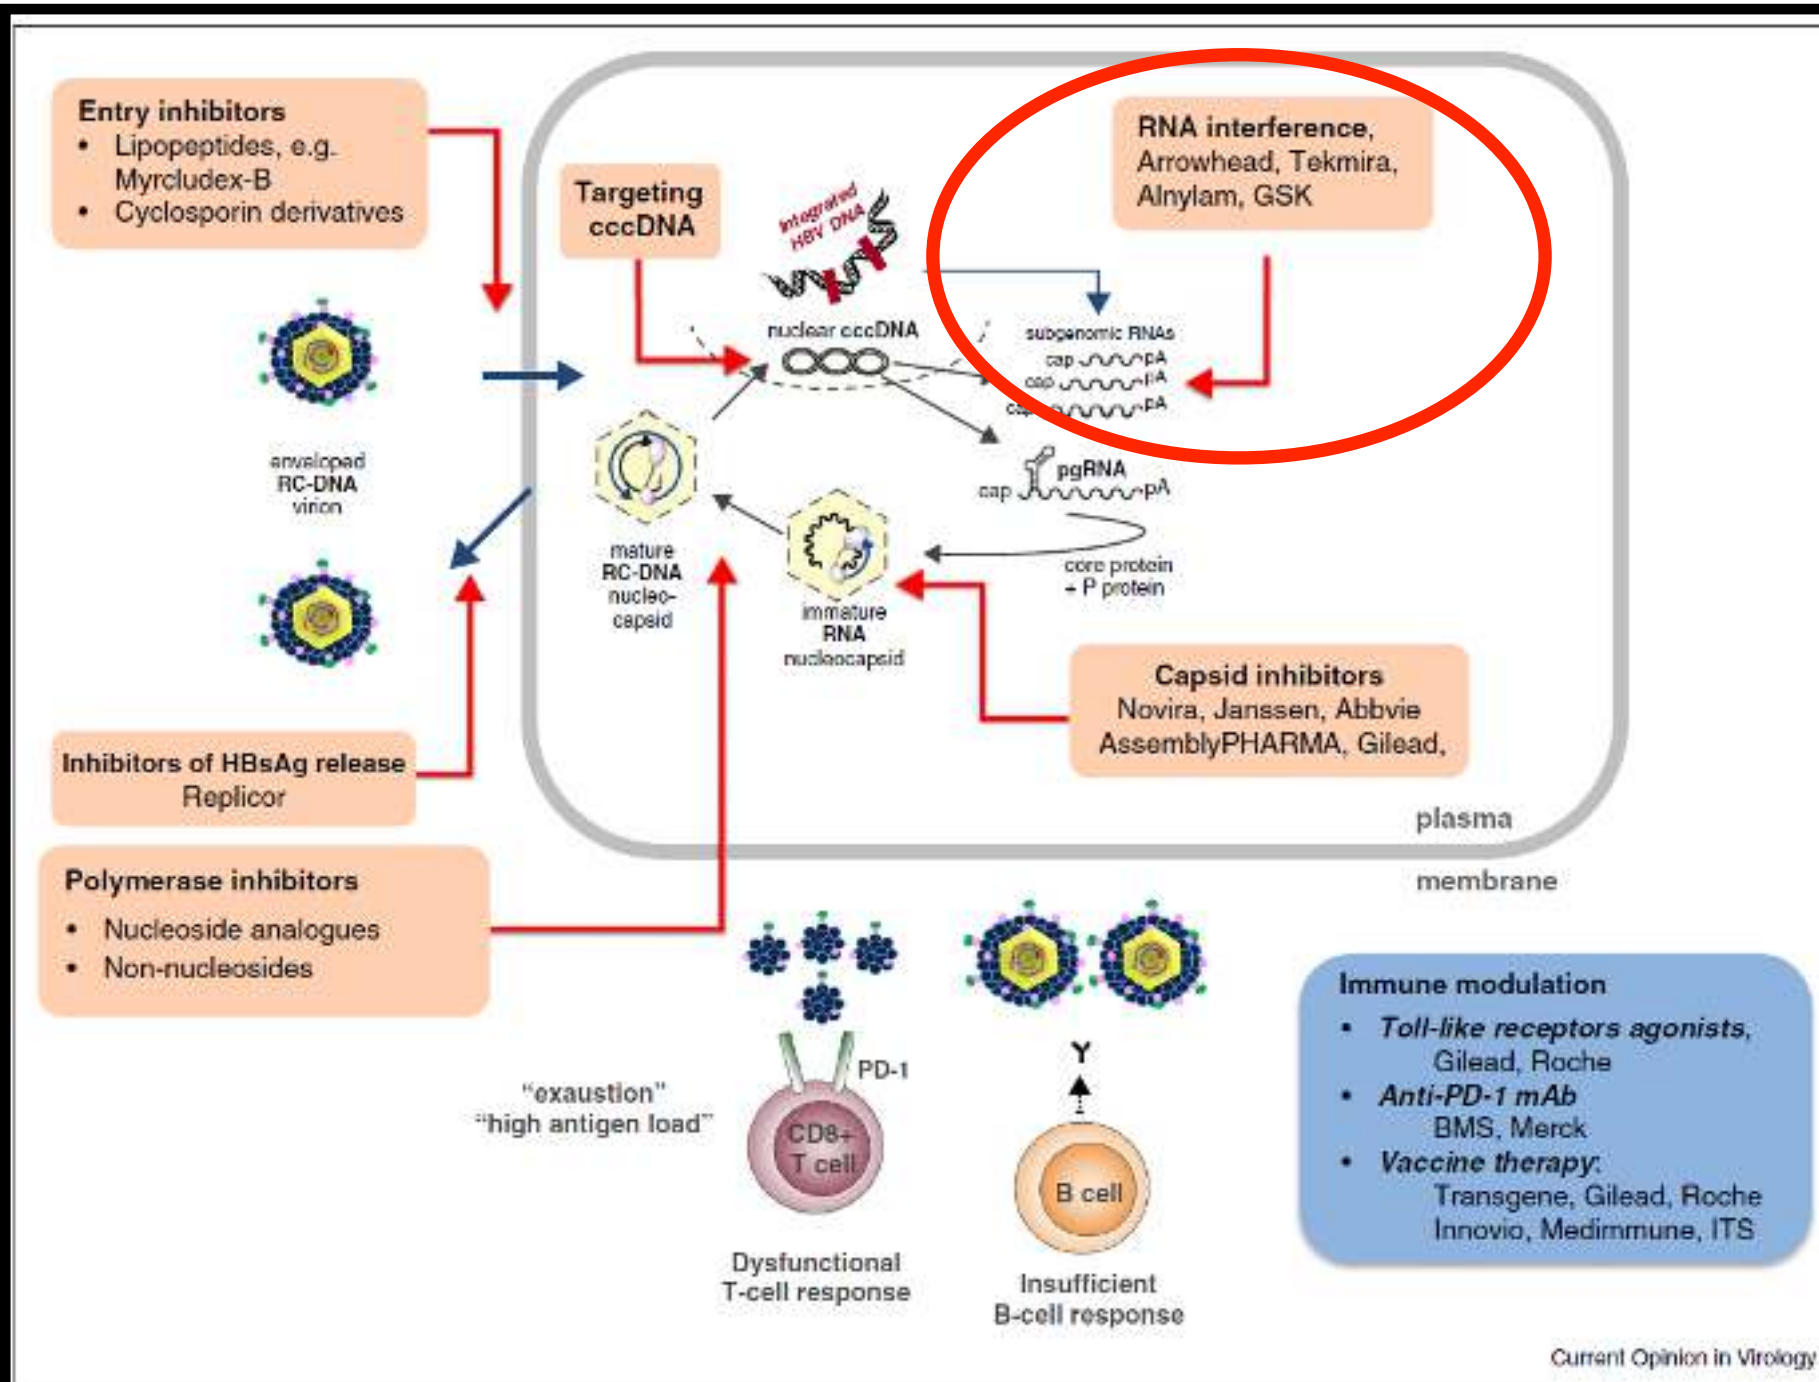 Entry inhibitors
• Lipopeptides, e.g.
Myrcludex-B
• Cyclosporin derivatives
Targeting
cccDNA
Integrated
HBV DNA
RNA interference,
Arrowhead, Tekmira,
Alnylam, GSK
nuclear cccDNA
subgenomic RNAs
cap pA
cap pA
cap pA
enveloped
RC-DNA
virion
pgRNA
cap pA
mature
RC-DNA
nucleo-
capsid
core protein
+ P protein
immature
RNA
nucleocapsid
Capsid inhibitors
Novira, Janssen, Abbvie
AssemblyPHARMA, Gilead,
Inhibitors of HBsAg release
Replicor
plasma
membrane
Polymerase inhibitors
• Nucleoside analogues
• Non-nucleosides
PD-1
"exaustion"
"high antigen load"
CD8+
T cell
Y
B cell
Dysfunctional
T-cell response
Insufficient
B-cell response
Immune modulation
• Toll-like receptors agonists,
Gilead, Roche
• Anti-PD-1 mAb
BMS, Merck
• Vaccine therapy:
Transgene, Gilead, Roche
Innovio, Medimmune, ITS
Current Opinion in Virology